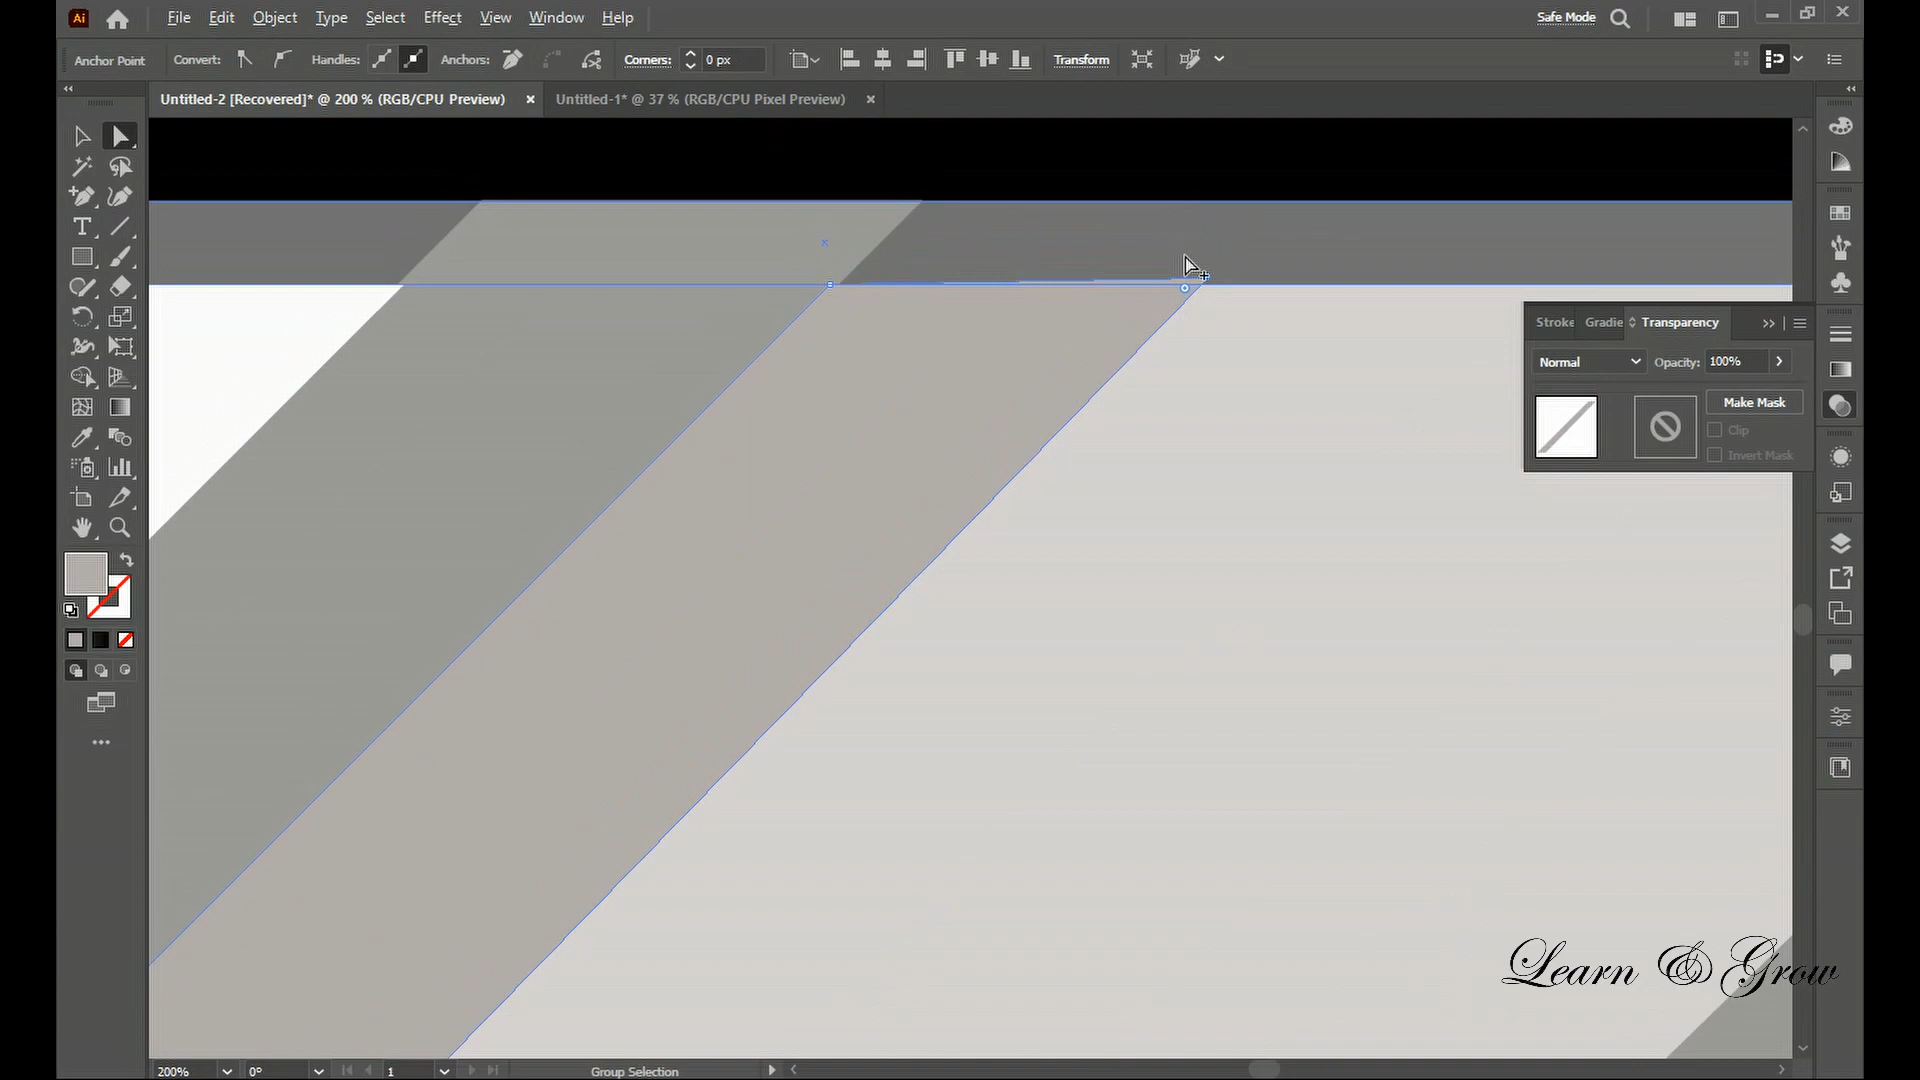 Ai File Edit Object Type Select Effect View Window Help Safe Mode
Anchor Point Convert: Handles: Anchors: Corners: 0 px Transform
Untitled-2 [Recovered]* @ 200 % (RGB/CPU Preview) Untitled-1* @ 37 % (RGB/CPU Pixel Preview)
Stroke Gradie Transparency
Normal Opacity: 100%
Make Mask
Clip
Invert Mask
Learn & Grow
200% 0° 1 Group Selection